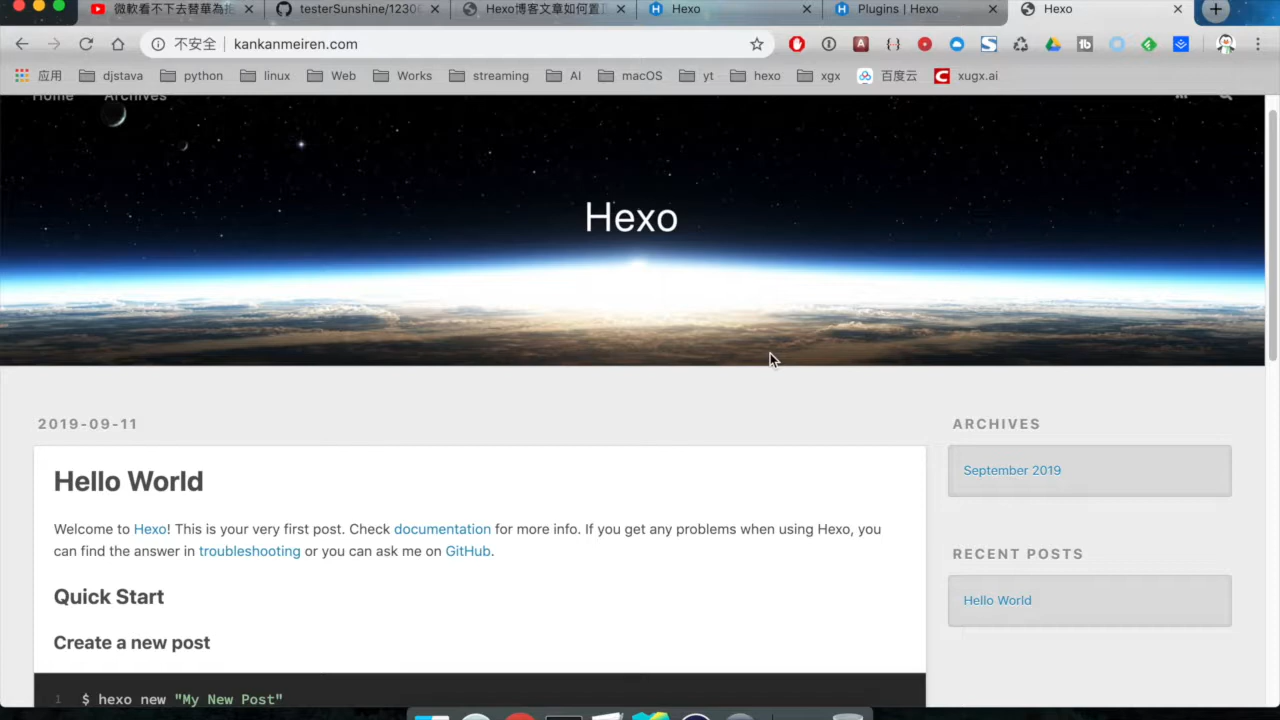 微軟看不下去替華為抱
testerSunshine/1230
Hexo博客文章如何置顶
Hexo
Plugins | Hexo
Hexo
不安全
kankanmeiren.com
应用
djstava
python
linux
Web
Works
streaming
AI
macOS
yt
hexo
xgx
百度云
xugx.ai
Home
Archives
Hexo
2019-09-11
Hello World
Welcome to Hexo! This is your very first post. Check documentation for more info. If you get any problems when using Hexo, you
can find the answer in troubleshooting or you can ask me on GitHub.
Quick Start
Create a new post
1 $ hexo new "My New Post"
ARCHIVES
September 2019
RECENT POSTS
Hello World